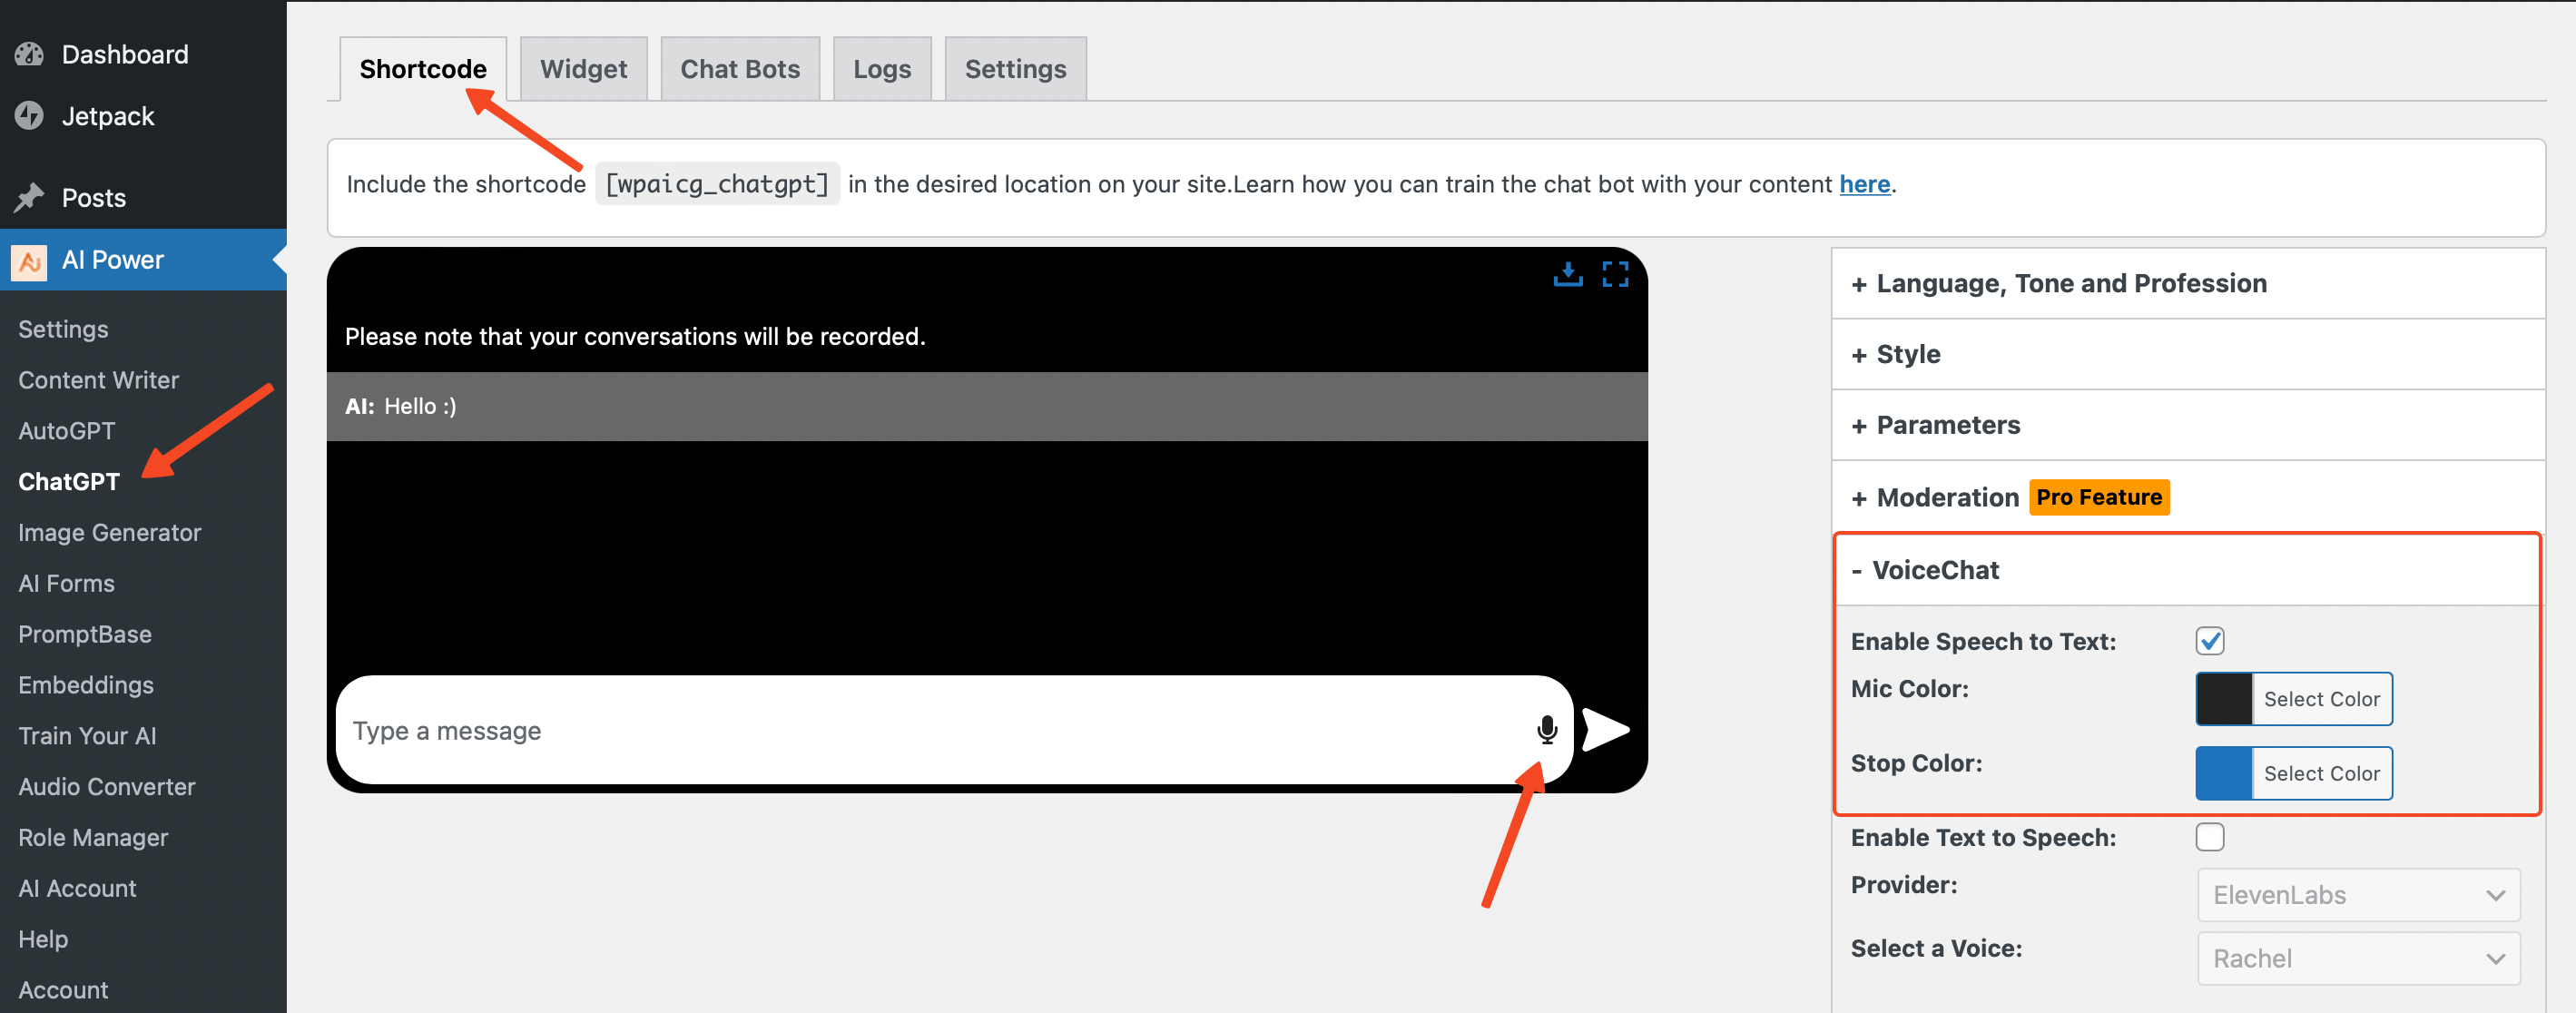 Dashboard
Jetpack
Posts
AI Power
Settings
Content Writer
AutoGPT
ChatGPT
Image Generator
AI Forms
PromptBase
Embeddings
Train Your AI
Audio Converter
Role Manager
AI Account
Help
Account
Shortcode Widget Chat Bots Logs Settings
Include the shortcode [wpaicg_chatgpt] in the desired location on your site.Learn how you can train the chat bot with your content here.
Please note that your conversations will be recorded.
AI: Hello :)
Type a message
+ Language, Tone and Profession
+ Style
+ Parameters
+ Moderation Pro Feature
- VoiceChat
Enable Speech to Text:
Mic Color: Select Color
Stop Color: Select Color
Enable Text to Speech:
Provider: ElevenLabs
Select a Voice: Rachel